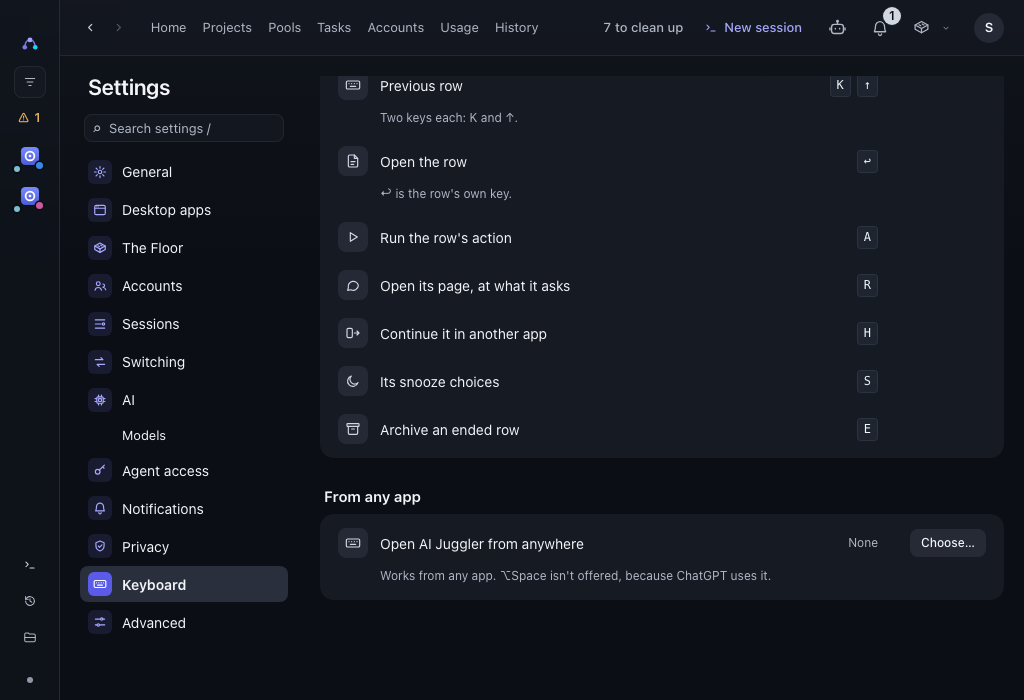 Home Projects Pools Tasks Accounts Usage History 7 to clean up New session 1 S
1
Settings
Search settings /
General
Desktop apps
The Floor
Accounts
Sessions
Switching
AI
Models
Agent access
Notifications
Privacy
Keyboard
Advanced
Previous row K ↑
Two keys each: K and ↑.
Open the row ↩
↩ is the row's own key.
Run the row's action A
Open its page, at what it asks R
Continue it in another app H
Its snooze choices S
Archive an ended row E
From any app
Open AI Juggler from anywhere None Choose…
Works from any app. ⌥Space isn't offered, because ChatGPT uses it.